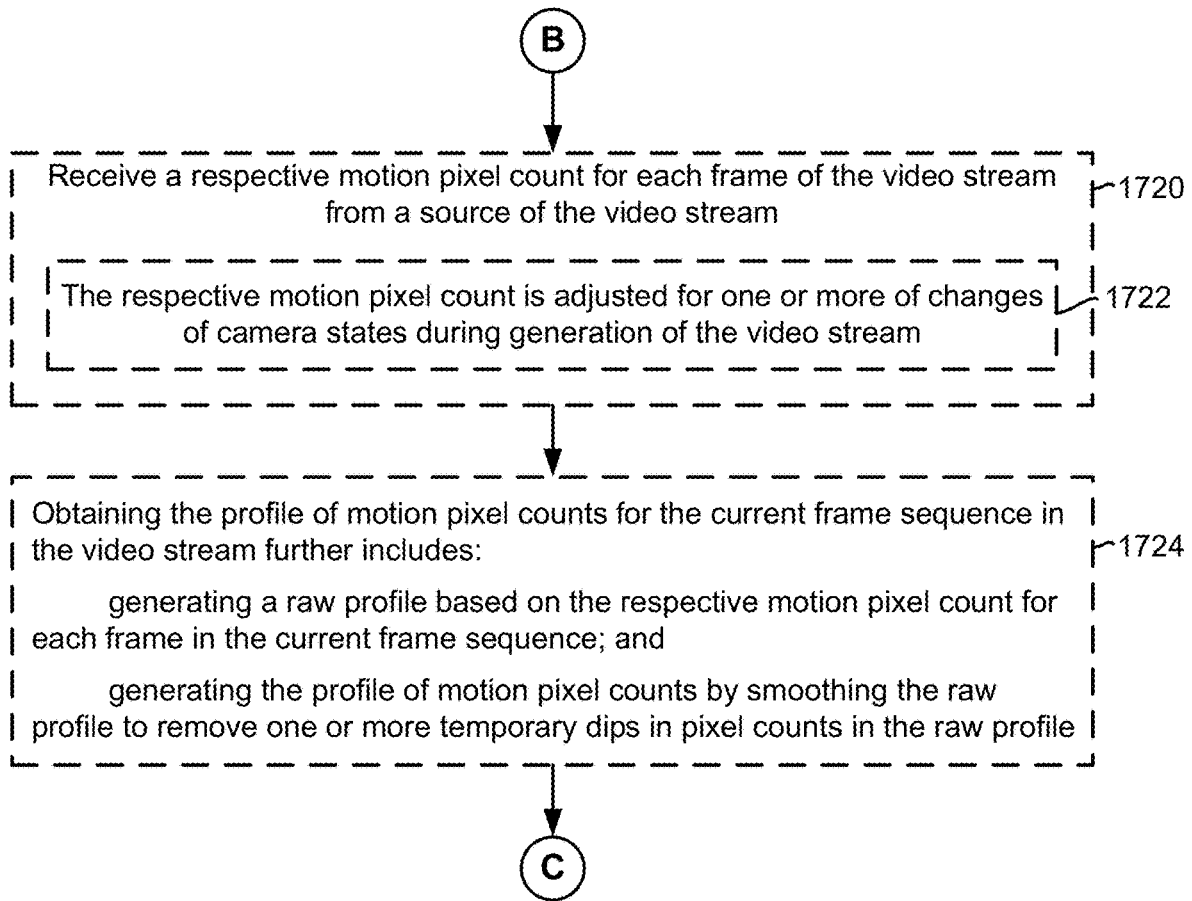 B
Receive a respective motion pixel count for each frame of the video stream
from a source of the video stream
1720
The respective motion pixel count is adjusted for one or more of changes
of camera states during generation of the video stream
1722
Obtaining the profile of motion pixel counts for the current frame sequence in
the video stream further includes:
1724
generating a raw profile based on the respective motion pixel count for
each frame in the current frame sequence; and
generating the profile of motion pixel counts by smoothing the raw
profile to remove one or more temporary dips in pixel counts in the raw profile
C